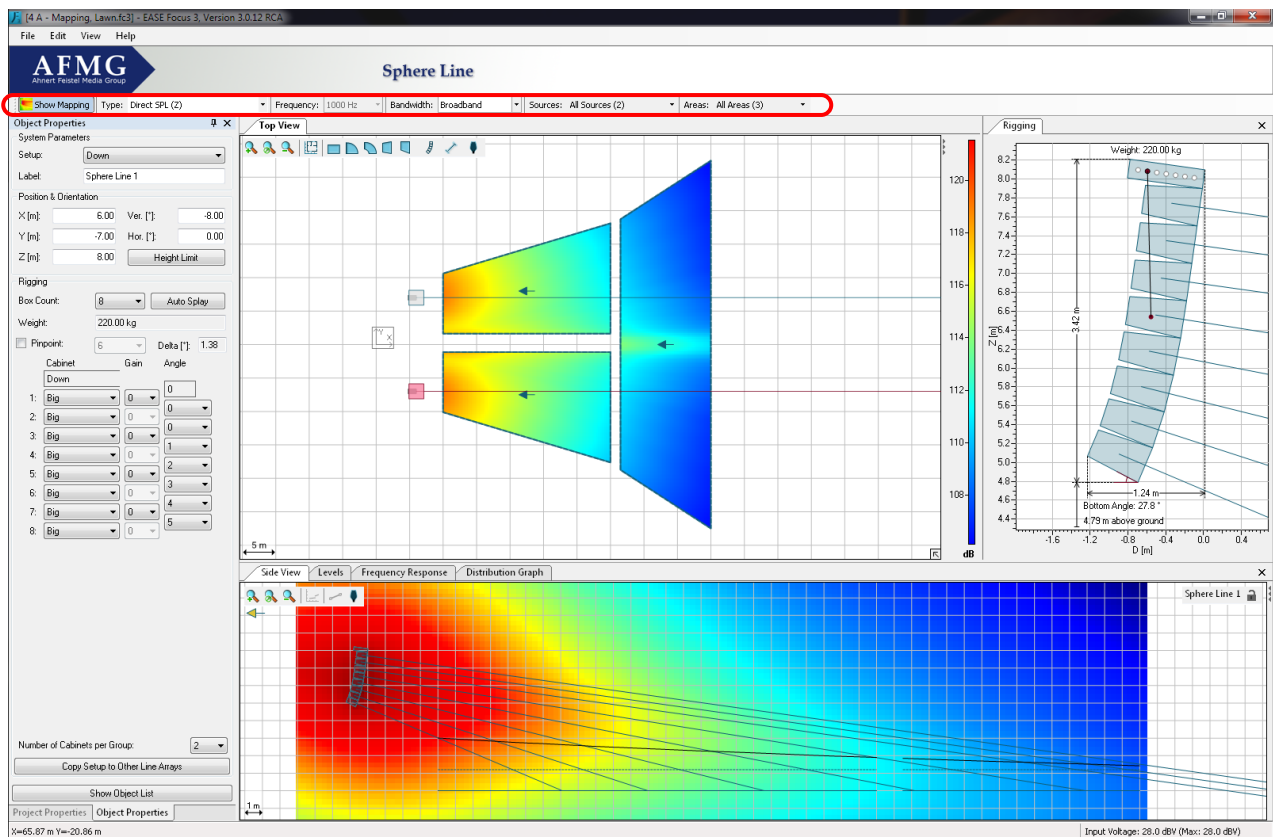 [4 A - Mapping, Lawn.fc3] - EASE Focus 3, Version 3.0.12 RCA
File Edit View Help
AFMG
Ahnert Feistel Media Group
Sphere Line
Show Mapping Type: Direct SPL (Z) Frequency: 1000 Hz Bandwidth: Broadband Sources: All Sources (2) Areas: All Areas (3)
Object Properties
System Parameters
Setup: Down
Label: Sphere Line 1
Position & Orientation
X [m]: 6.00 Ver. [°]: -8.00
Y [m]: -7.00 Hor. [°]: 0.00
Z [m]: 8.00 Height Limit
Rigging
Box Count: 8 Auto Splay
Weight: 220.00 kg
Pinpoint: 6 Delta [°]: 1.38
Cabinet Gain Angle
Down 0
1: Big 0 0
2: Big 0 0
3: Big 0 1
4: Big 0 2
5: Big 0 3
6: Big 0 4
7: Big 0 5
8: Big 0
Number of Cabinets per Group: 2
Copy Setup to Other Line Arrays
Show Object List
Project Properties Object Properties
Top View
Y
X
5 m
120
118
116
114
112
110
108
dB
Rigging
Weight: 220.00 kg
8.2
8.0
7.8
7.6
7.4
7.2
7.0
6.8
6.6
6.4
6.2
6.0
5.8
5.6
5.4
5.2
5.0
4.8
4.6
4.4
Z [m]
3.42 m
1.24 m
Bottom Angle: 27.8 °
4.79 m above ground
-1.6 -1.2 -0.8 -0.4 0.0 0.4
D [m]
Side View Levels Frequency Response Distribution Graph
Sphere Line 1
1 m
X=65.87 m Y=-20.86 m
Input Voltage: 28.0 dBV (Max: 28.0 dBV)